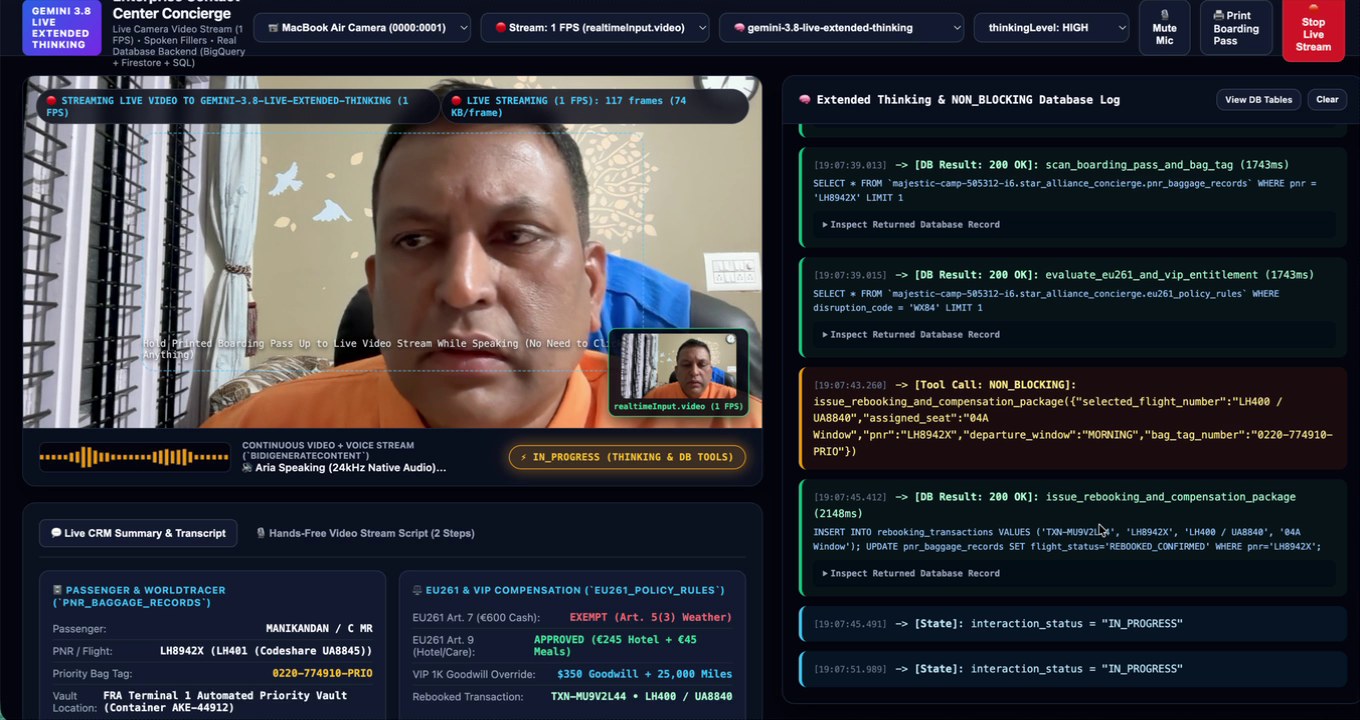 GEMINI 3.8
LIVE
EXTENDED
THINKING
Center Concierge
Live Camera Video Stream (1
FPS) • Spoken Fillers • Real
Database Backend (BigQuery
+ Firestore + SQL)
MacBook Air Camera (0000:0001)
Stream: 1 FPS (realtimeInput.video)
gemini-3.8-live-extended-thinking
thinkingLevel: HIGH
Mute
Mic
Print
Boarding
Pass
Stop
Live
Stream
STREAMING LIVE VIDEO TO GEMINI-3.8-LIVE-EXTENDED-THINKING (1
FPS)
LIVE STREAMING (1 FPS): 117 frames (74
KB/frame)
Hold Printed Boarding Pass Up to Live Video Stream While Speaking (No Need to
Anything)
realtimeInput.video (1 FPS)
CONTINUOUS VIDEO + VOICE STREAM
(`BIDIGENERATECONTENT`)
Aria Speaking (24kHz Native Audio)...
⚡ IN_PROGRESS (THINKING & DB TOOLS)
Live CRM Summary & Transcript
Hands-Free Video Stream Script (2 Steps)
PASSENGER & WORLDTRACER
(`PNR_BAGGAGE_RECORDS`)
Passenger: MANIKANDAN / C MR
PNR / Flight: LH8942X (LH401 (Codeshare UA8845))
Priority Bag Tag: 0220-774910-PRIO
Vault FRA Terminal 1 Automated Priority Vault
Location: (Container AKE-44912)
EU261 & VIP COMPENSATION (`EU261_POLICY_RULES`)
EU261 Art. 7 (€600 Cash): EXEMPT (Art. 5(3) Weather)
EU261 Art. 9 APPROVED (€245 Hotel + €45
(Hotel/Care): Meals)
VIP 1K Goodwill Override: $350 Goodwill + 25,000 Miles
Rebooked Transaction: TXN-MU9V2L44 • LH400 / UA8840
Extended Thinking & NON_BLOCKING Database Log
View DB Tables
Clear
[19:07:39.013] -> [DB Result: 200 OK]: scan_boarding_pass_and_bag_tag (1743ms)
SELECT * FROM `majestic-camp-505312-i6.star_alliance_concierge.pnr_baggage_records` WHERE pnr =
'LH8942X' LIMIT 1
▸ Inspect Returned Database Record
[19:07:39.015] -> [DB Result: 200 OK]: evaluate_eu261_and_vip_entitlement (1743ms)
SELECT * FROM `majestic-camp-505312-i6.star_alliance_concierge.eu261_policy_rules` WHERE
disruption_code = 'WX84' LIMIT 1
▸ Inspect Returned Database Record
[19:07:43.260] -> [Tool Call: NON_BLOCKING]:
issue_rebooking_and_compensation_package({"selected_flight_number":"LH400 /
UA8840","assigned_seat":"04A
Window","pnr":"LH8942X","departure_window":"MORNING","bag_tag_number":"0220-774910-
PRIO"})
[19:07:45.412] -> [DB Result: 200 OK]: issue_rebooking_and_compensation_package
(2148ms)
INSERT INTO rebooking_transactions VALUES ('TXN-MU9V2L44', 'LH8942X', 'LH400 / UA8840', '04A
Window'); UPDATE pnr_baggage_records SET flight_status='REBOOKED_CONFIRMED' WHERE pnr='LH8942X';
▸ Inspect Returned Database Record
[19:07:45.491] -> [State]: interaction_status = "IN_PROGRESS"
[19:07:51.989] -> [State]: interaction_status = "IN_PROGRESS"